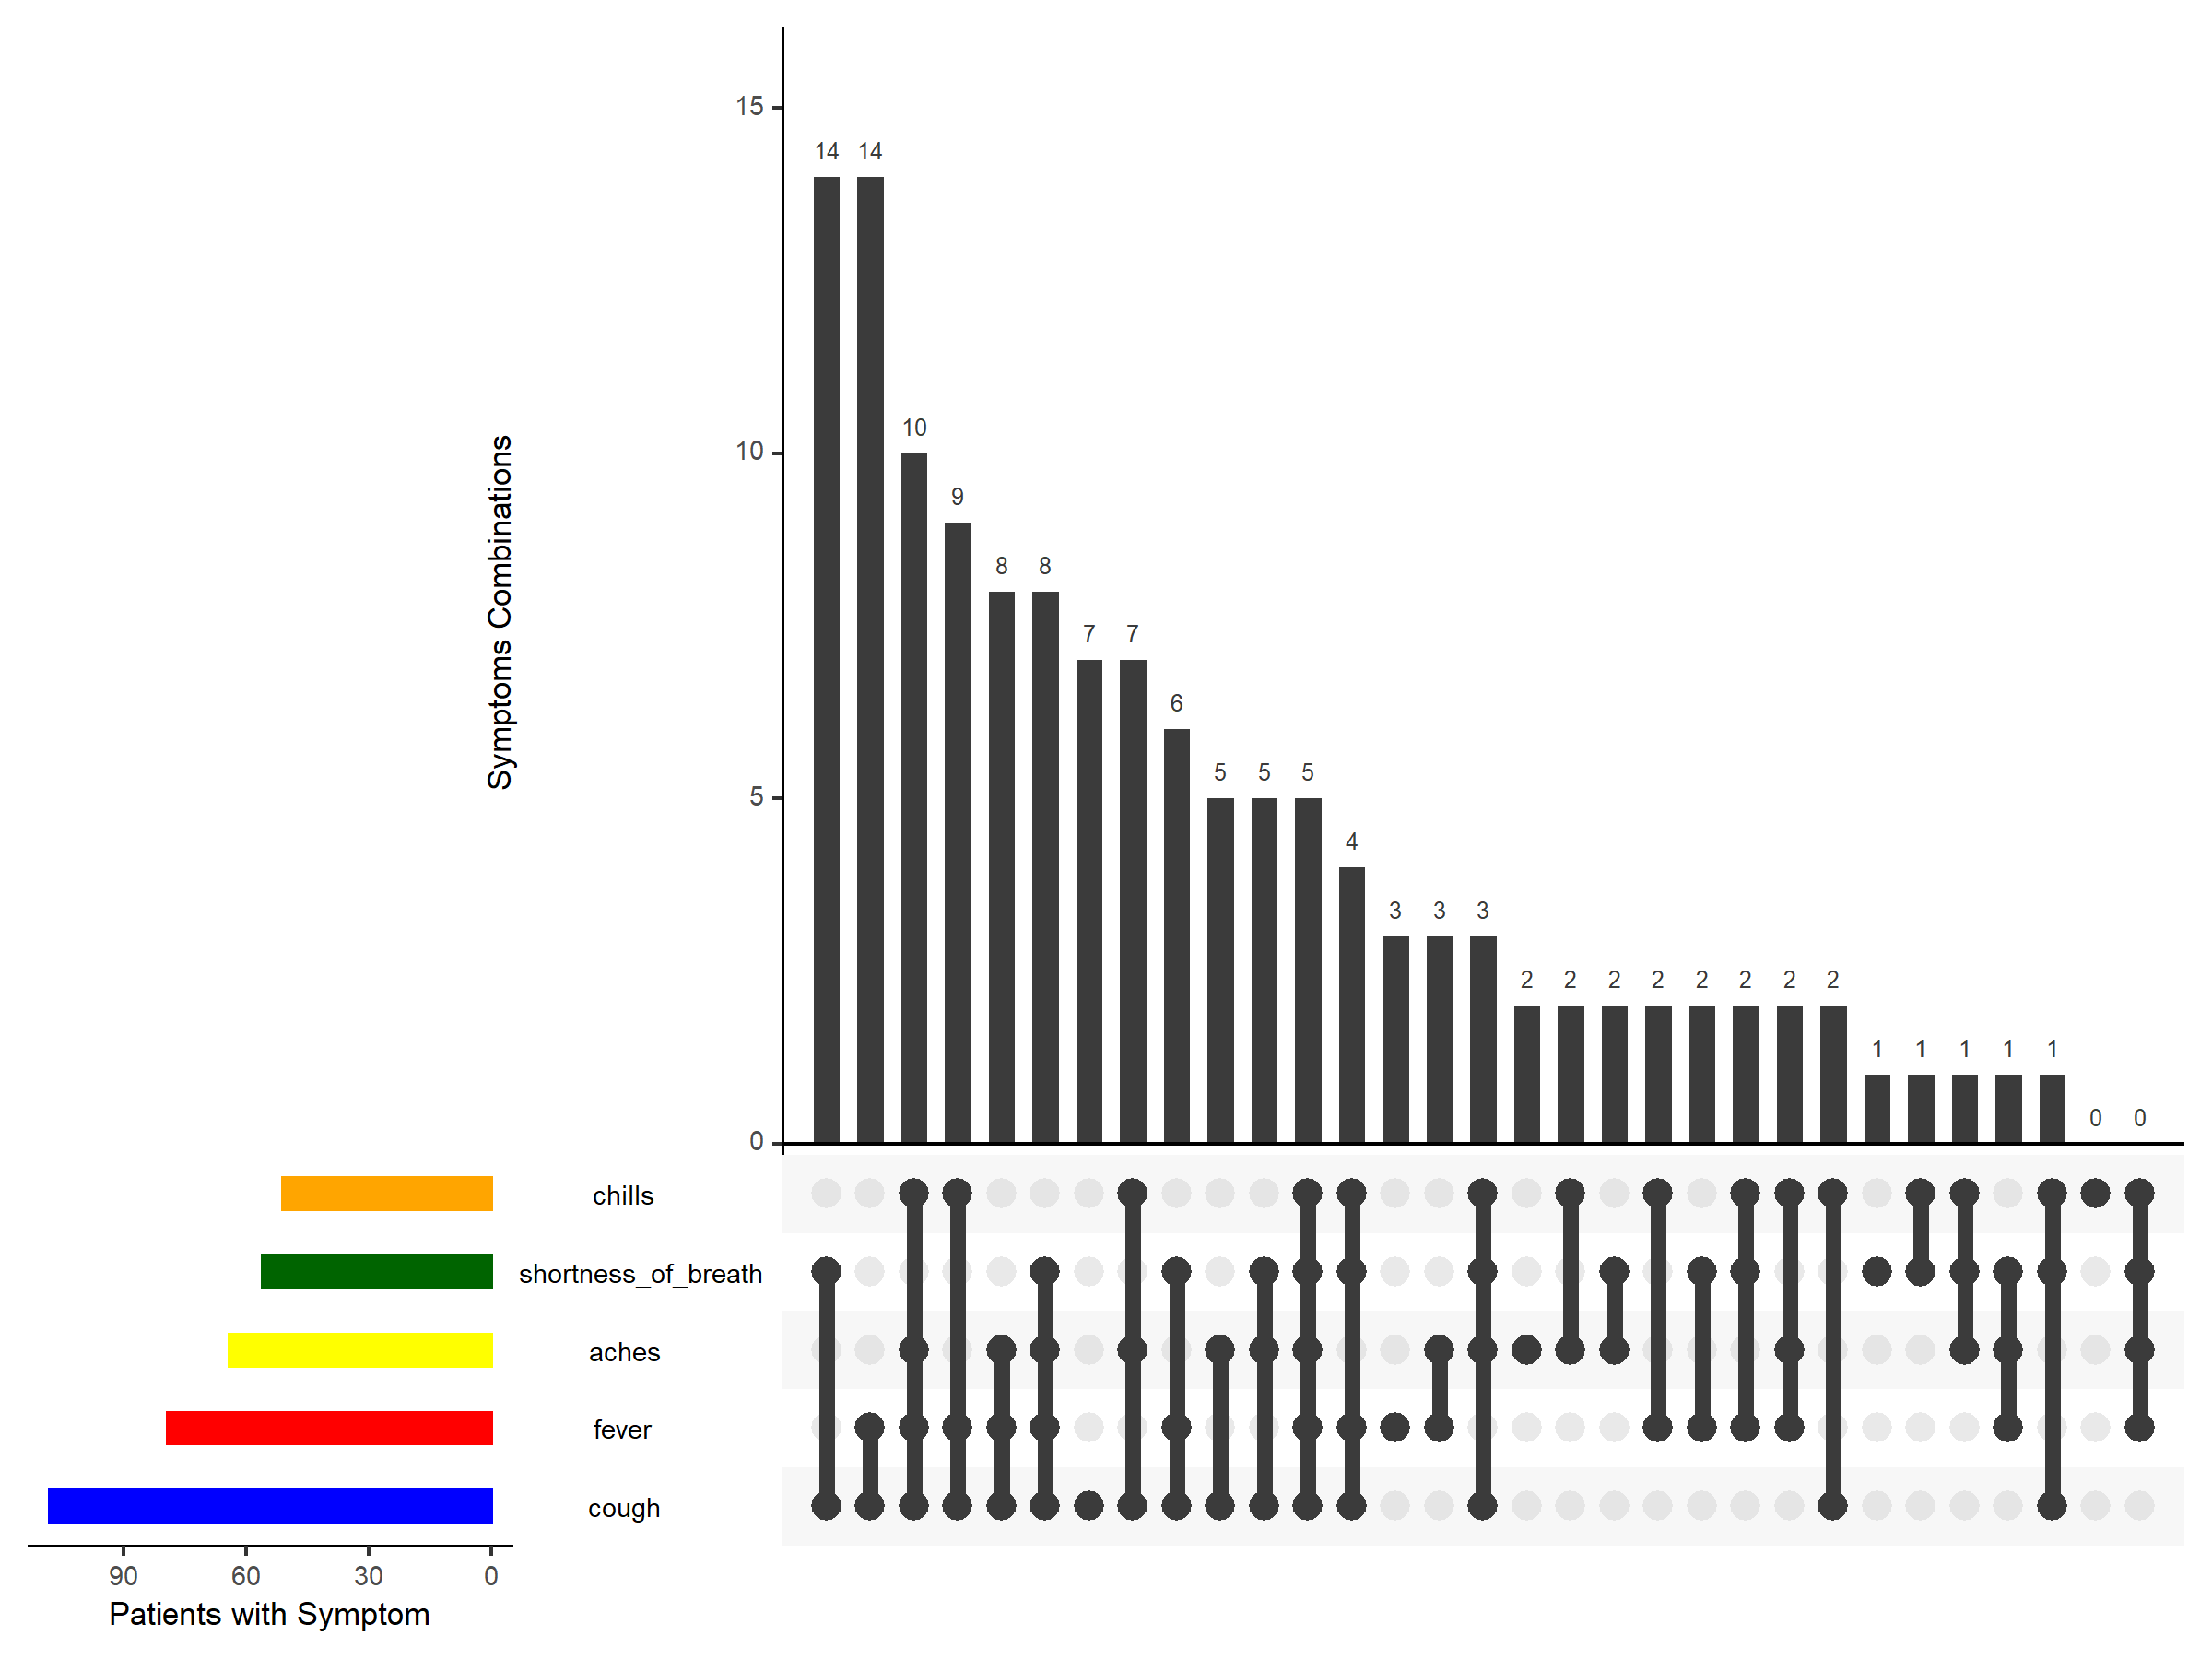 15
14 14
10
10
9
8 8
7 7
6
5 5 5
5
4
3 3 3
2 2 2 2 2 2 2 2
1 1 1 1 1
0 0
0
Symptoms Combinations
chills
shortness_of_breath
aches
fever
cough
90 60 30 0
Patients with Symptom